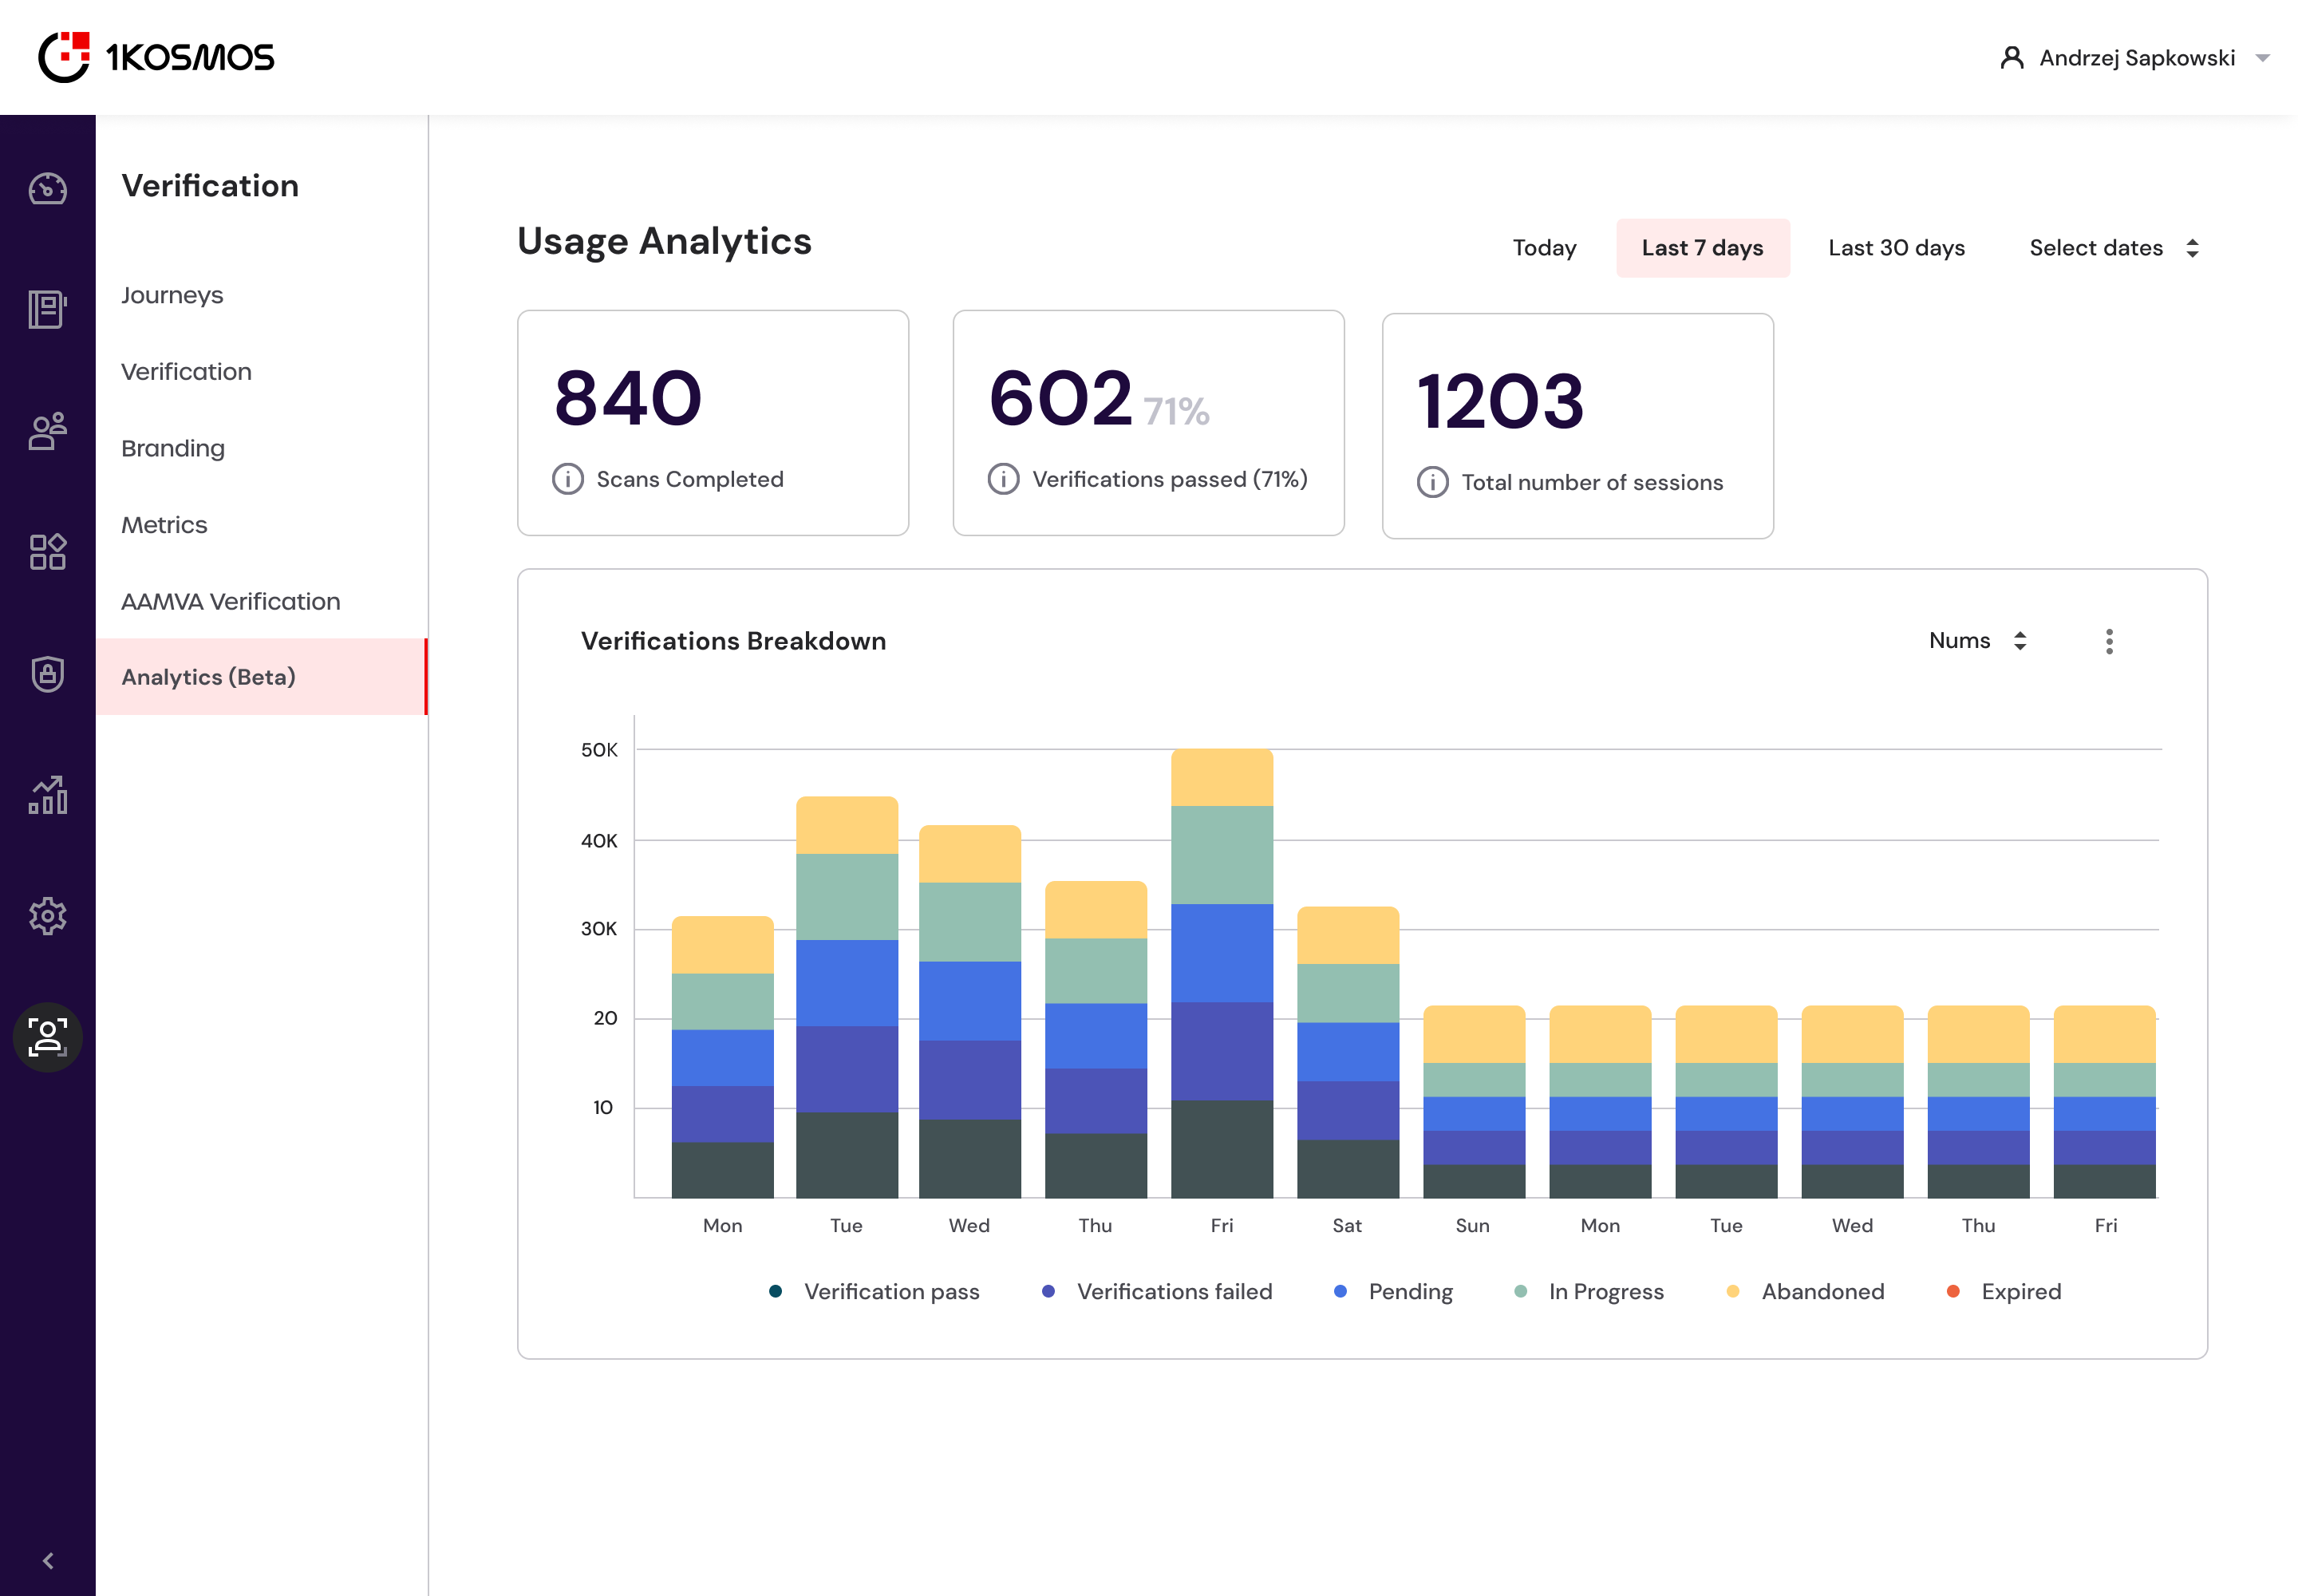 1KOSMOS
Andrzej Sapkowski
Verification
Journeys
Verification
Branding
Metrics
AAMVA Verification
Analytics (Beta)
Usage Analytics
Today
Last 7 days
Last 30 days
Select dates
840
Scans Completed
602 71%
Verifications passed (71%)
1203
Total number of sessions
Verifications Breakdown
Nums
50K
40K
30K
20
10
Mon Tue Wed Thu Fri Sat Sun Mon Tue Wed Thu Fri
Verification pass Verifications failed Pending In Progress Abandoned Expired